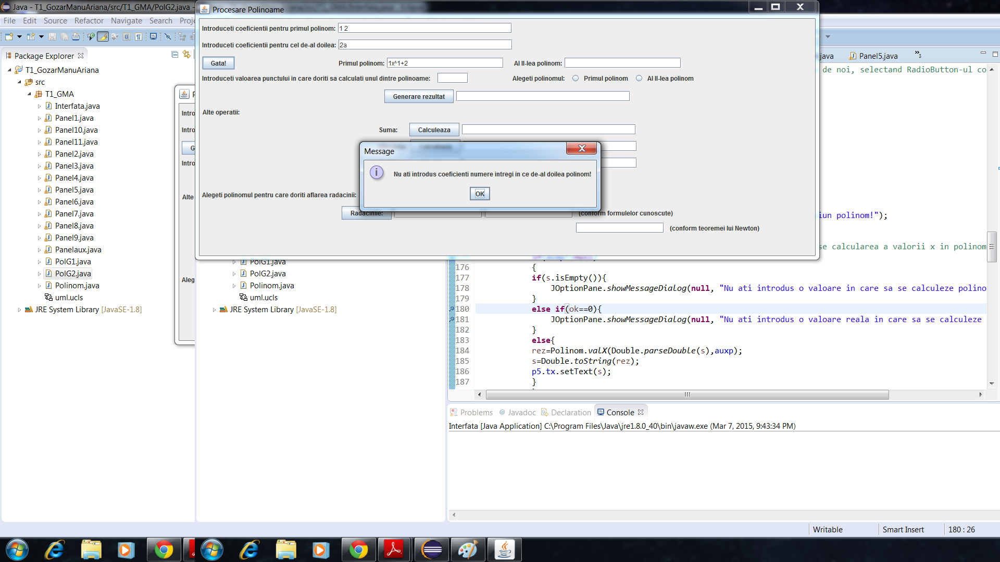 Java - T1_GozarManuAriana/src/T1_GMA/PolG2.java -
Procesare Polinoame
File Edit Source Refactor Navigate Search Proje
Package Explorer
T1_GozarManuAriana
src
T1_GMA
Interfata.java
Panel1.java
Panel10.java
Panel11.java
Panel2.java
Panel3.java
Panel4.java
Panel5.java
Panel6.java
Panel7.java
Panel8.java
Panel9.java
Panelaux.java
PolG1.java
PolG2.java
Polinom.java
uml.ucls
JRE System Library [JavaSE-1.8]
Intro
Intro
G
Intro
Alte
Aleg
Introduceti coeficientii pentru primul polinom: 1 2
Introduceti coeficientii pentru cel de-al doilea: 2a
Gata! Primul polinom: 1x^1+2 Al II-lea polinom:
Introduceti valoarea punctului in care doriti sa calculati unul dintre polinoame: Alegeti polinomul: Primul polinom Al II-lea polinom
Generare rezultat
Alte operatii:
Suma: Calculeaza
Message
Nu ati introdus coeficienti numere intregi in ce de-al doilea polinom!
OK
Alegeti polinomul pentru care doriti aflarea radacinii:
Radacinile: (conform formulelor cunoscute)
(conform teoremei lui Newton)
PolG1.java
PolG2.java
Polinom.java
uml.ucls
JRE System Library [JavaSE-1.8]
java Panel5.java »3
de noi, selectand RadioButton-ul co
iun polinom!");
se calcularea a valorii x in polinom
176 {
177 if(s.isEmpty()){
178 JOptionPane.showMessageDialog(null, "Nu ati introdus o valoare in care sa se calculeze polino
179 }
180 else if(ok==0){
181 JOptionPane.showMessageDialog(null, "Nu ati introdus o valoare reala in care sa se calculeze
182 }
183 else{
184 rez=Polinom.valX(Double.parseDouble(s),auxp);
185 s=Double.toString(rez);
186 p5.tx.setText(s);
187 }
Problems Javadoc Declaration Console
Interfata [Java Application] C:\Program Files\Java\jre1.8.0_40\bin\javaw.exe (Mar 7, 2015, 9:43:34 PM)
Writable Smart Insert 180 : 26